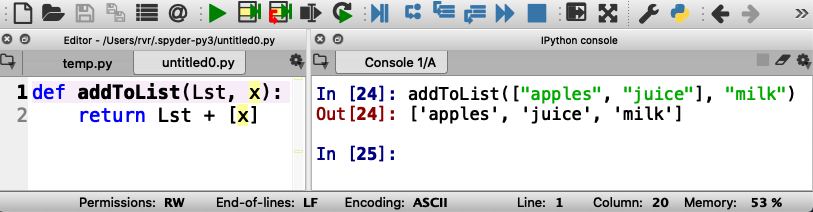 Editor - /Users/rvr/.spyder-py3/untitled0.py
temp.py
untitled0.py
1 def addToList(Lst, x):
2     return Lst + [x]
IPython console
Console 1/A
In [24]: addToList(["apples", "juice"], "milk")
Out[24]: ['apples', 'juice', 'milk']
In [25]:
Permissions: RW End-of-lines: LF Encoding: ASCII Line: 1 Column: 20 Memory: 53 %